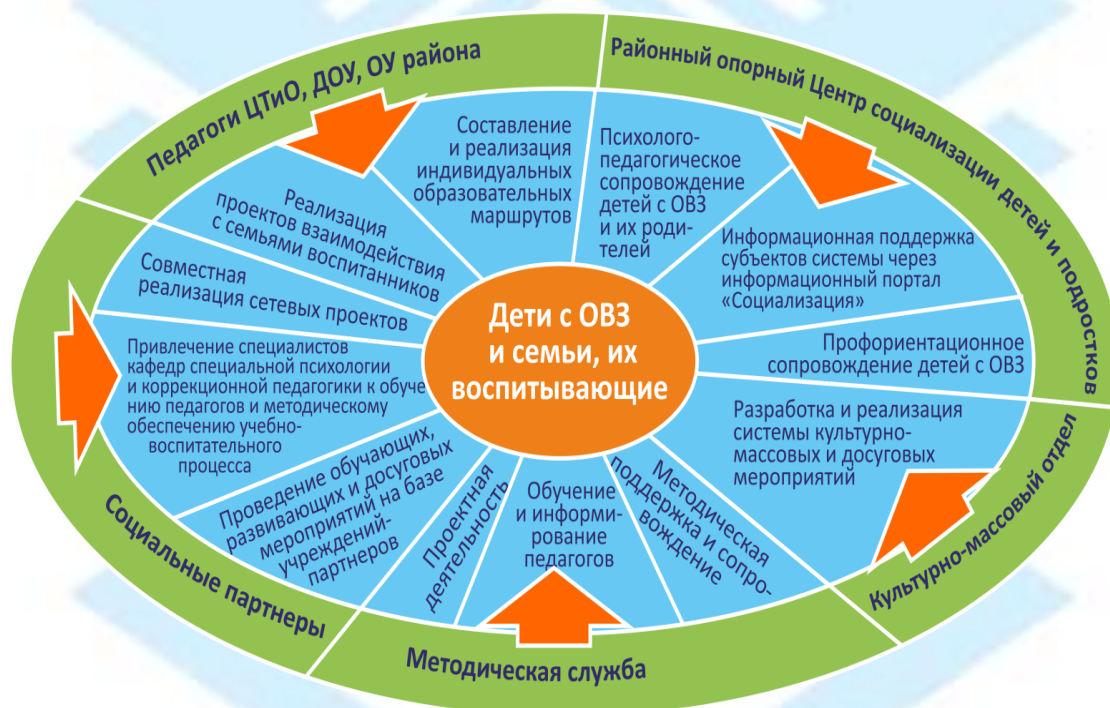 Педагоги ЦТиО, ДОУ, ОУ района
Районный опорный Центр социализации детей и подростков
Составление
и реализация
индивидуальных
образовательных
маршрутов
Психолого-
педагогическое
сопровождение
детей с ОВЗ
и их роди-
телей
Реализация
проектов взаимодействия
с семьями воспитанников
Информационная поддержка
субъектов системы через
информационный портал
«Социализация»
Совместная
реализация сетевых проектов
Дети с ОВЗ
и семьи, их
воспитывающие
Профориентационное
сопровождение детей с ОВЗ
Привлечение специалистов
кафедр специальной психологии
и коррекционной педагогики к обуче
нию педагогов и методическому
обеспечению учебно-
воспитательного
процесса
Разработка и реализация
системы культурно-
массовых и досуговых
мероприятий
Проведение обучающих,
развивающих и досуговых
мероприятий на базе
учреждений-
партнеров
Проектная
деятельность
Обучение
и информи-
рование
педагогов
Методическая
поддержка и сопро-
вождение
Социальные партнеры
Методическая служба
Культурно-массовый отдел